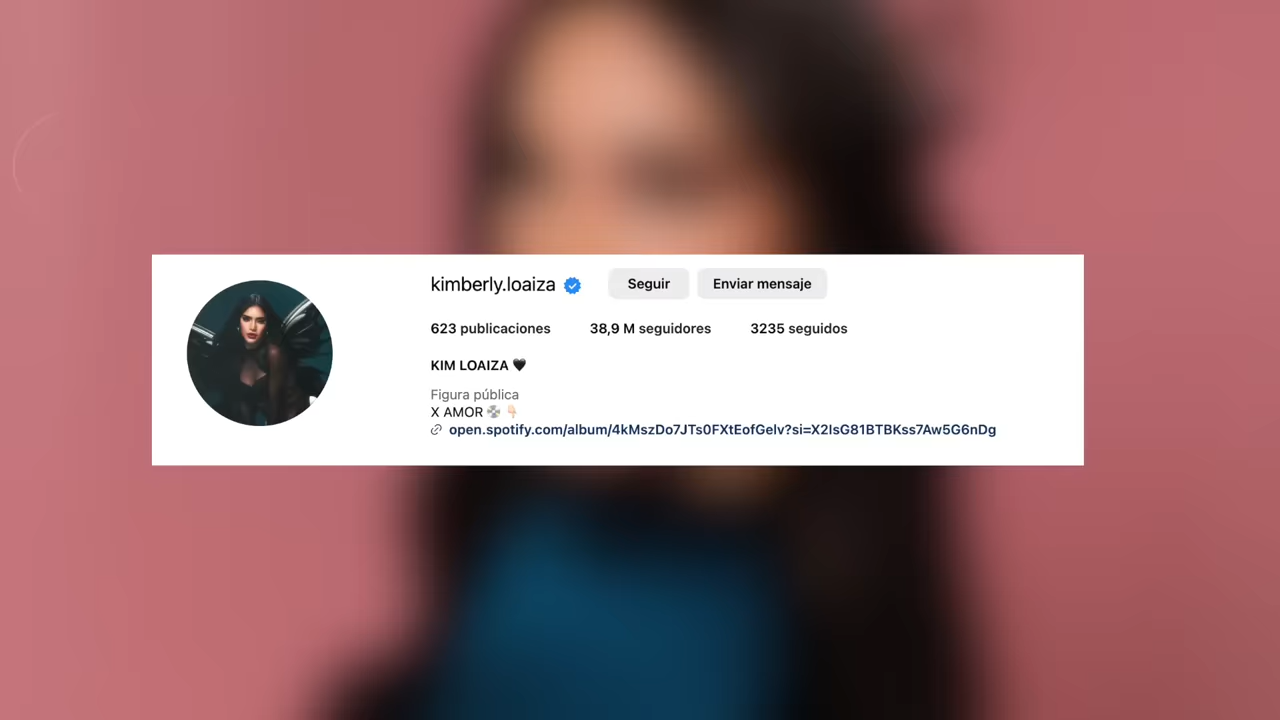 kimberly.loaiza Seguir Enviar mensaje
623 publicaciones 38,9 M seguidores 3235 seguidos
KIM LOAIZA 🖤
Figura pública
X AMOR 💠 👇🏻
open.spotify.com/album/4kMszDo7JTs0FXtEofGelv?si=X2IsG81BTBKss7Aw5G6nDg